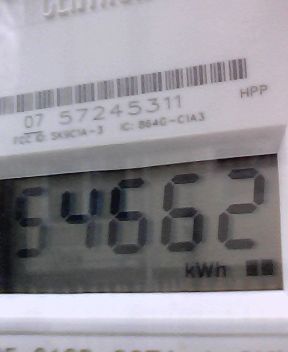 07 57245311
HPP
FCC ID SK9C1A-3 IC: 864G-C1A3
54662
kWh